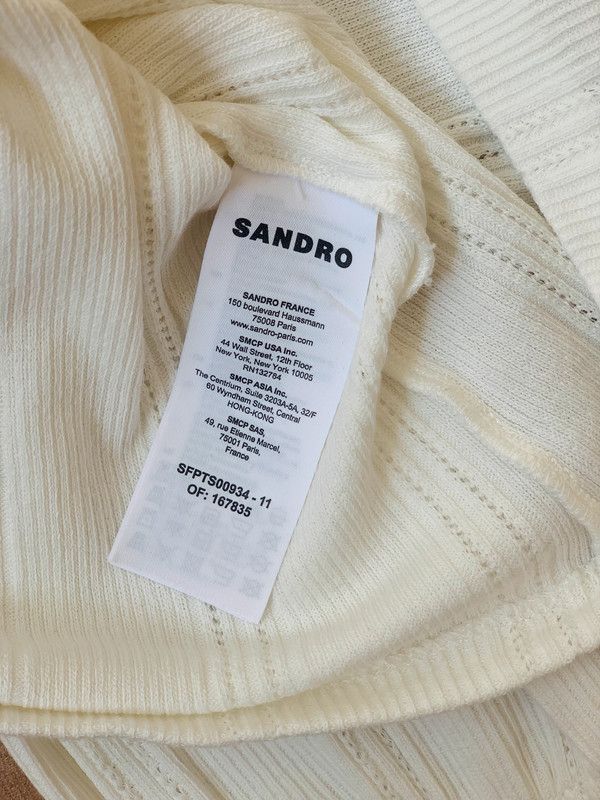 SANDRO
SANDRO FRANCE
150 boulevard Haussmann
75008 Paris
www.sandro-paris.com
SMCP USA Inc.
44 Wall Street, 12th Floor
New York, New York 10005
RN132784
SMCP ASIA Inc.
The Centrium, Suite 3203A-5A, 32/F
60 Wyndham Street, Central
HONG-KONG
SMCP SAS,
49, rue Etienne Marcel,
75001 Paris,
France
SFPTS00934 - 11
OF: 167835